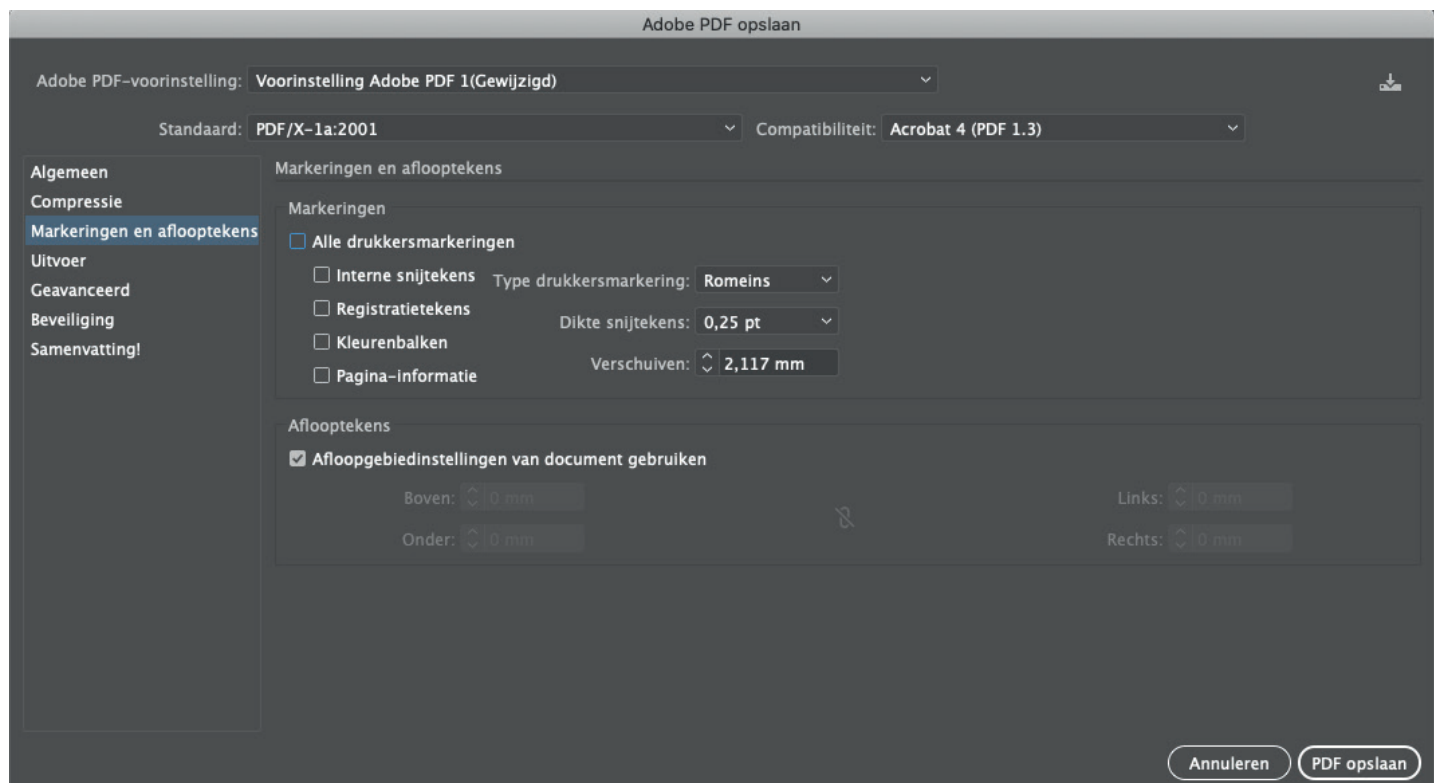 Adobe PDF opslaan
Adobe PDF-voorinstelling: Voorinstelling Adobe PDF 1(Gewijzigd)
Standaard: PDF/X-1a:2001 Compatibiliteit: Acrobat 4 (PDF 1.3)
Algemeen
Compressie
Markeringen en aflooptekens
Uitvoer
Geavanceerd
Beveiliging
Samenvatting!
Markeringen en aflooptekens
Markeringen
Alle drukkersmarkeringen
Interne snijtekens
Registratietekens
Kleurenbalken
Pagina-informatie
Type drukkersmarkering: Romeins
Dikte snijtekens: 0,25 pt
Verschuiven: 2,117 mm
Aflooptekens
Afloopgebiedinstellingen van document gebruiken
Boven: 0 mm Links: 0 mm
Onder: 0 mm Rechts: 0 mm
Annuleren PDF opslaan